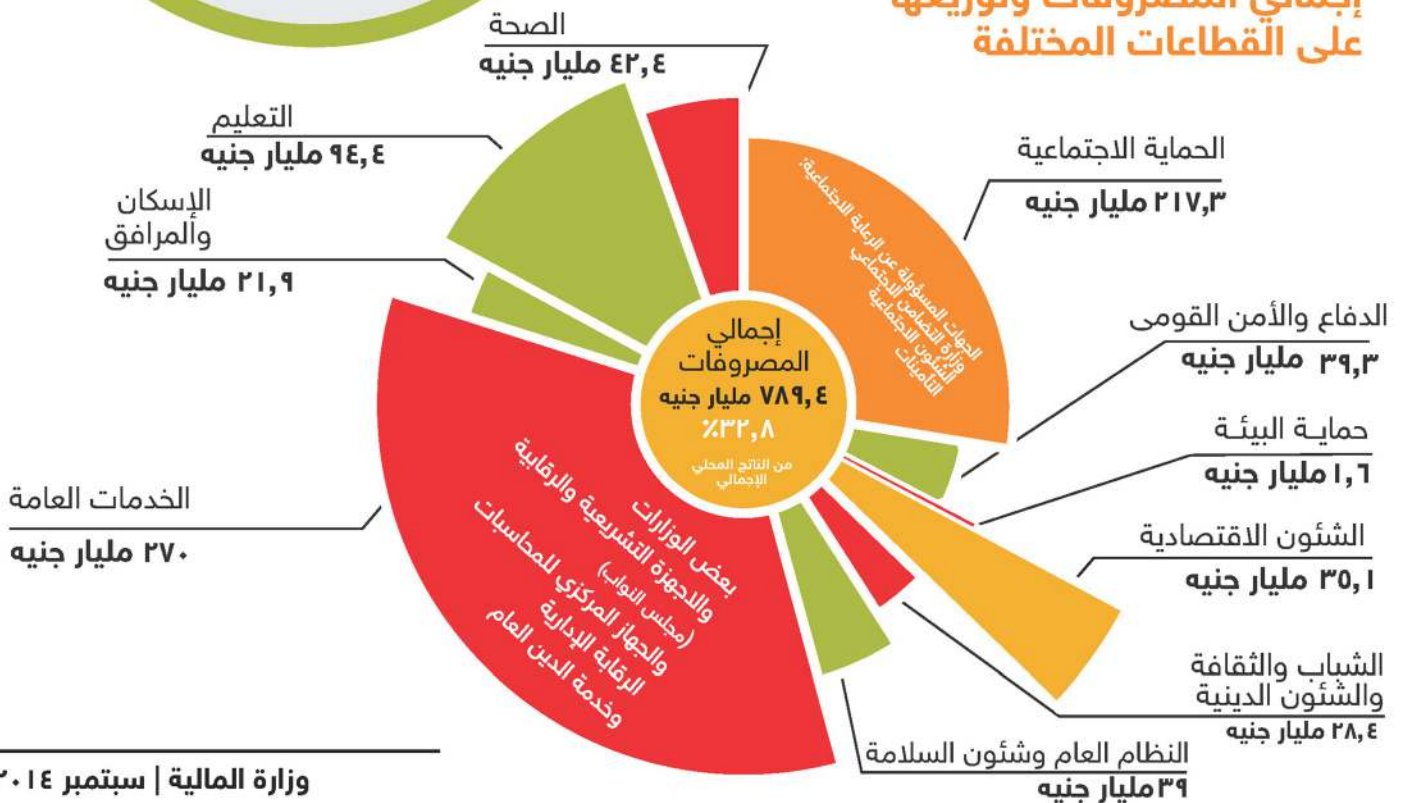 إجمالي المصروفات وتوزيعها
على القطاعات المختلفة
الصحة
٤٢,٤ مليار جنيه
التعليم
٩٤,٤ مليار جنيه
الإسكان
والمرافق
٢١,٩ مليار جنيه
الخدمات العامة
٢٧٠ مليار جنيه
الحماية الاجتماعية
٢١٧,٣ مليار جنيه
الجهات المسؤولة عن الرعاية الاجتماعية:
وزارة التضامن الاجتماعي
الشئون الاجتماعية
التأمينات
إجمالي
المصروفات
٧٨٩,٤ مليار جنيه
٣٢,٨٪
من الناتج المحلي
الإجمالي
الدفاع والأمن القومى
٣٩,٣ مليار جنيه
حمايـة البيئـة
١,٦ مليار جنيه
الشئون الاقتصادية
٣٥,١ مليار جنيه
الشباب والثقافة
والشئون الدينية
٢٨,٤ مليار جنيه
النظام العام وشئون السلامة
٣٩ مليار جنيه
بعض الوزارات
والاجهزة التشريعية والرقابية
(مجلس النواب)
والجهاز المركزي للمحاسبات
الرقابة الإدارية
وخدمة الدين العام
وزارة المالية | سبتمبر ٢٠١٤